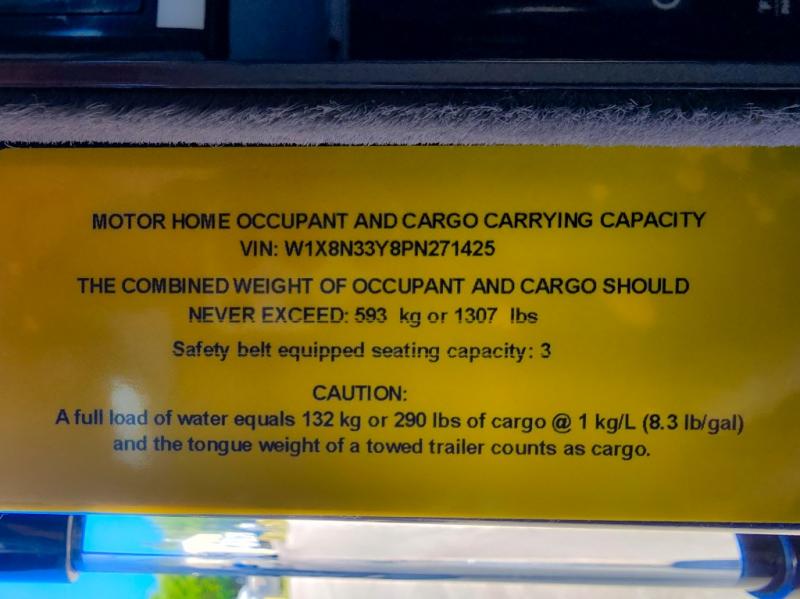 MOTOR HOME OCCUPANT AND CARGO CARRYING CAPACITY
VIN: W1X8N33Y8PN271425
THE COMBINED WEIGHT OF OCCUPANT AND CARGO SHOULD
NEVER EXCEED: 593 kg or 1307 lbs
Safety belt equipped seating capacity: 3
CAUTION:
A full load of water equals 132 kg or 290 lbs of cargo @ 1 kg/L (8.3 lb/gal)
and the tongue weight of a towed trailer counts as cargo.